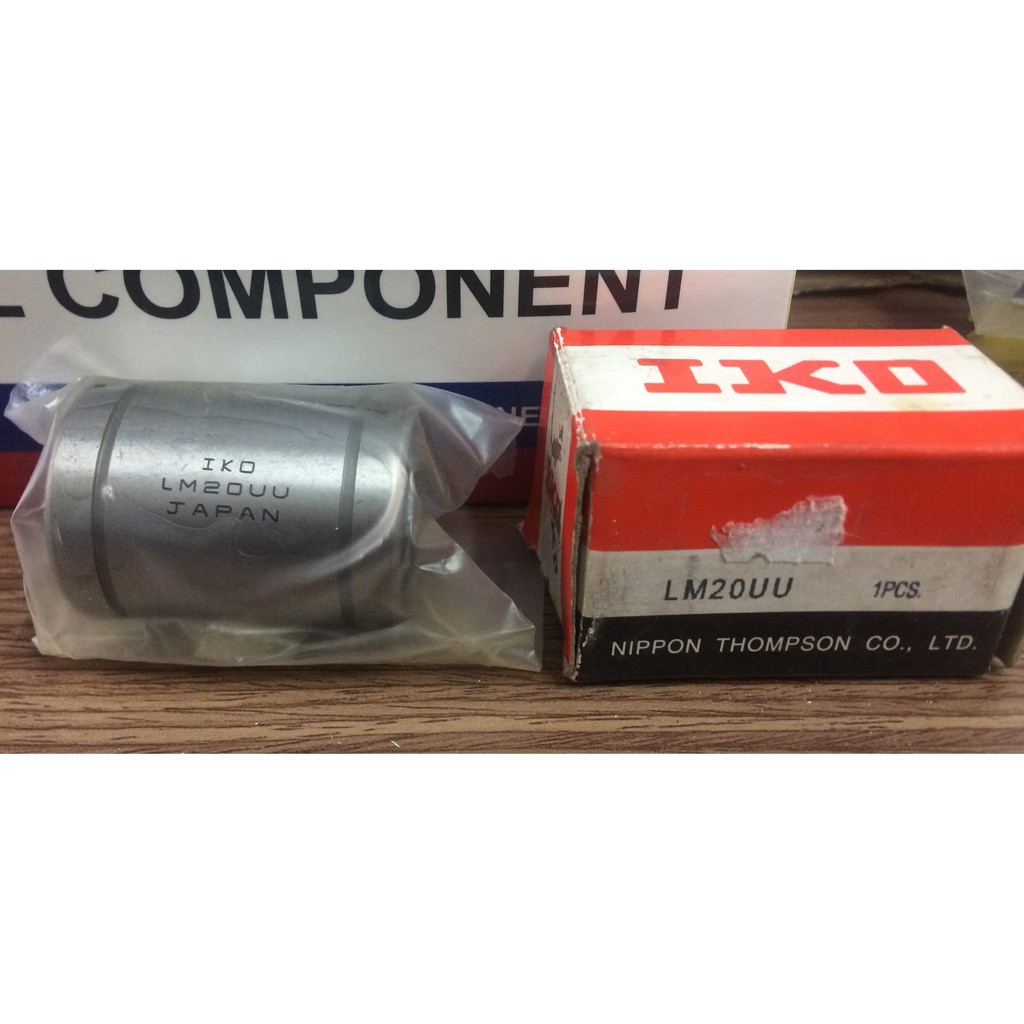 COMPONENT
IKO
LM20UU
JAPAN
IKO
LM20UU 1PCS.
NIPPON THOMPSON CO., LTD.